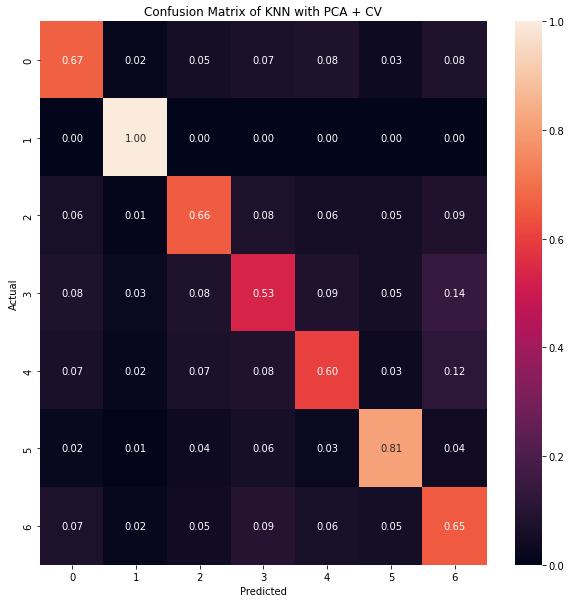 Confusion Matrix of KNN with PCA + CV
0 0.67 0.02 0.05 0.07 0.08 0.03 0.08
1 0.00 1.00 0.00 0.00 0.00 0.00 0.00
2 0.06 0.01 0.66 0.08 0.06 0.05 0.09
3 0.08 0.03 0.08 0.53 0.09 0.05 0.14
4 0.07 0.02 0.07 0.08 0.60 0.03 0.12
5 0.02 0.01 0.04 0.06 0.03 0.81 0.04
6 0.07 0.02 0.05 0.09 0.06 0.05 0.65
0 1 2 3 4 5 6
Predicted
Actual
1.0
0.8
0.6
0.4
0.2
0.0